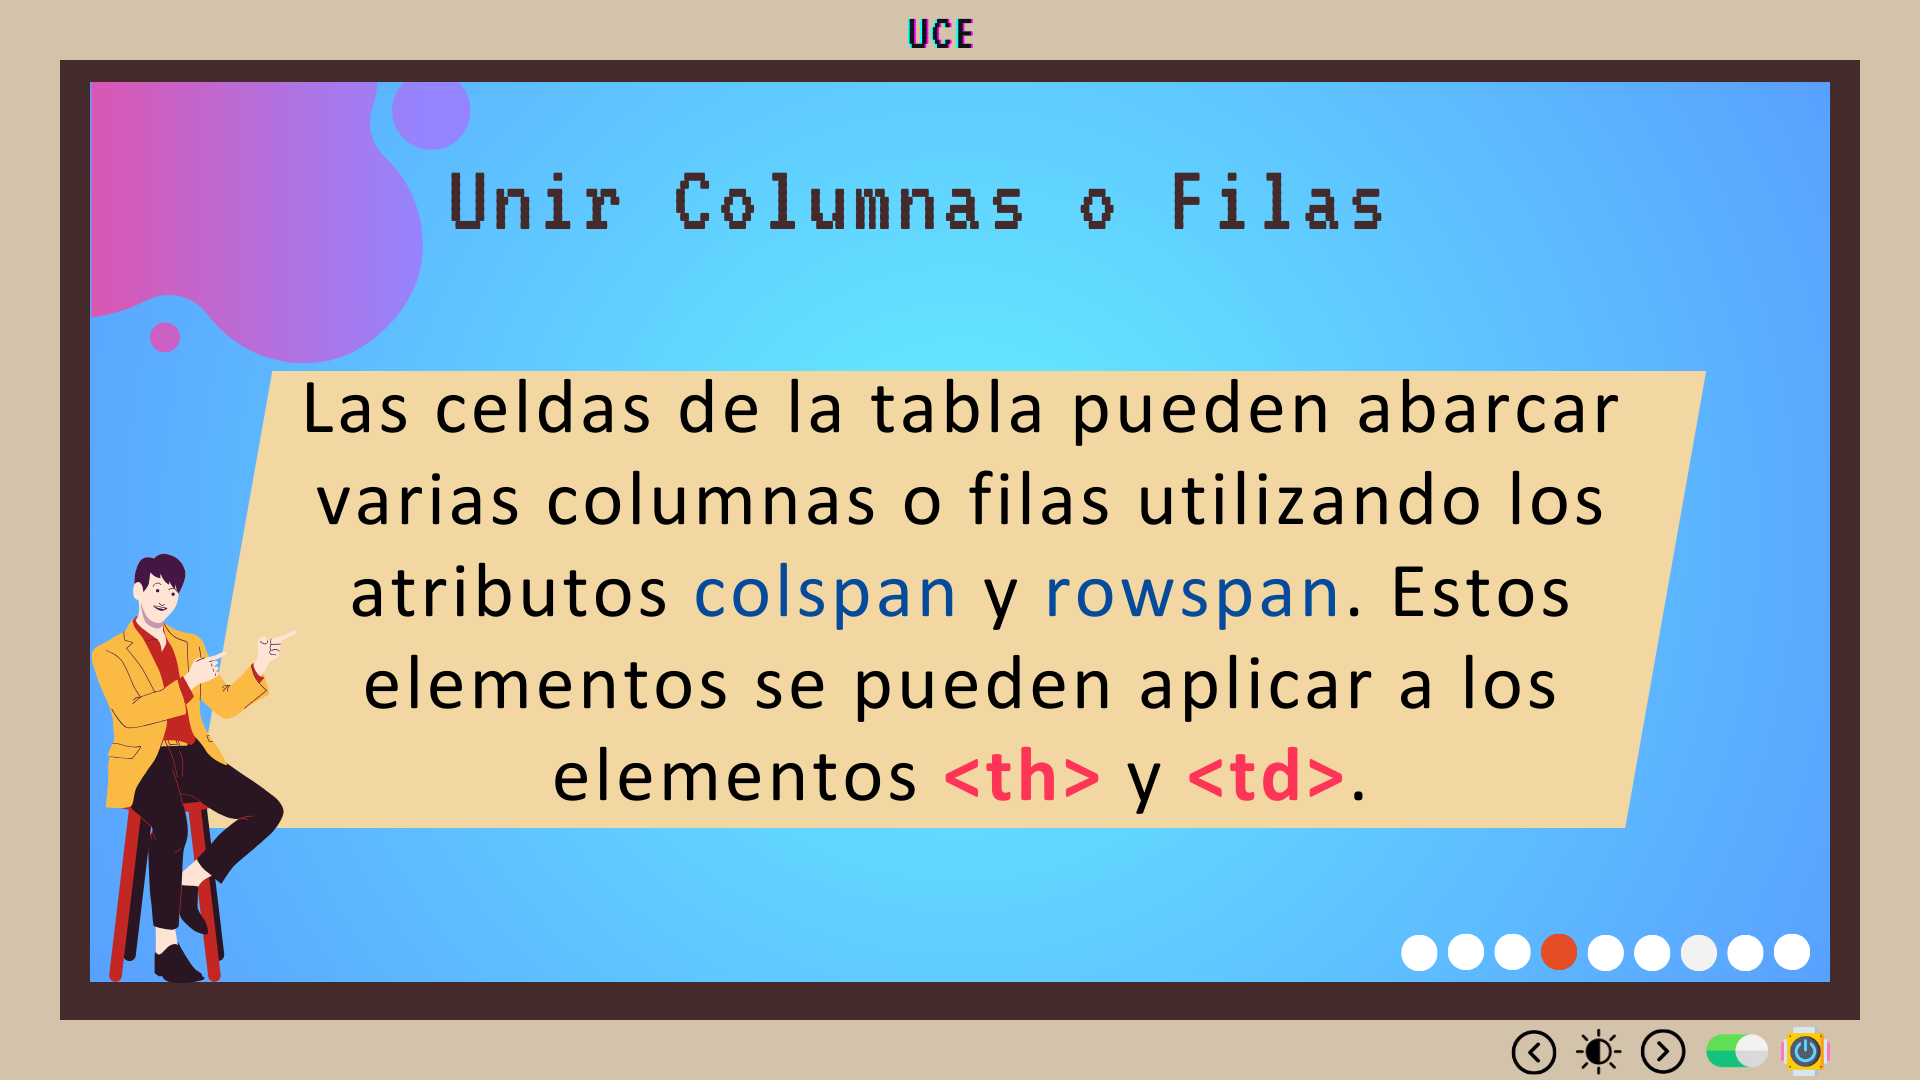 UCE
Unir Columnas o Filas
Las celdas de la tabla pueden abarcar
varias columnas o filas utilizando los
atributos colspan y rowspan. Estos
elementos se pueden aplicar a los
elementos <th> y <td>.